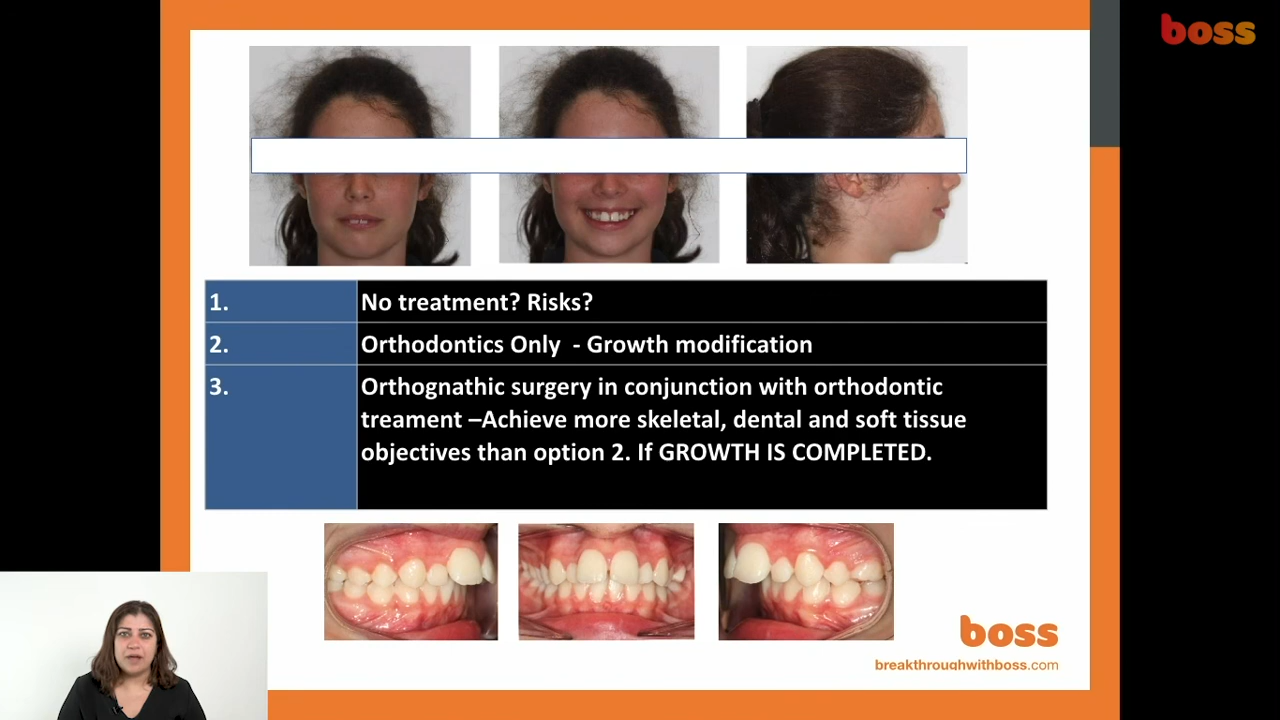 boss
1. No treatment? Risks?
2. Orthodontics Only - Growth modification
3. Orthognathic surgery in conjunction with orthodontic
treament –Achieve more skeletal, dental and soft tissue
objectives than option 2. If GROWTH IS COMPLETED.
boss
breakthroughwithboss.com